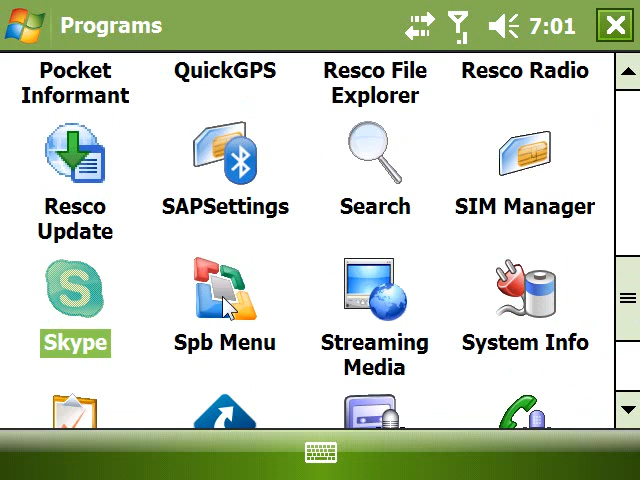 Programs 7:01
Pocket Informant QuickGPS Resco File Explorer Resco Radio
Resco Update SAPSettings Search SIM Manager
S
Skype Spb Menu Streaming Media System Info